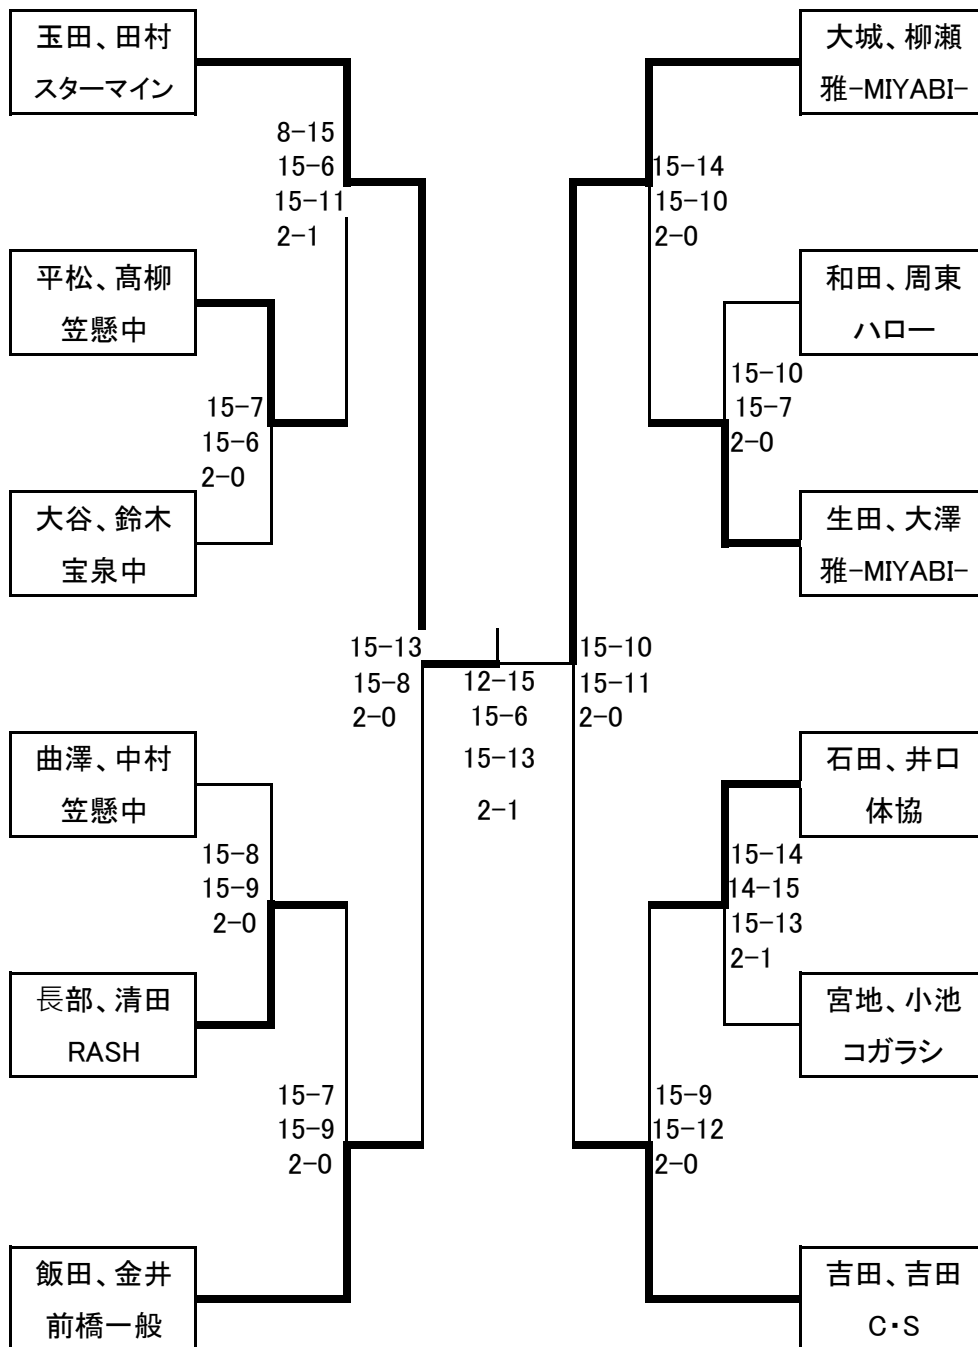 玉田、田村
スターマイン
8-15
15-6
15-11
2-1
平松、髙柳
笠懸中
15-7
15-6
2-0
大谷、鈴木
宝泉中
15-13
15-8
2-0
曲澤、中村
笠懸中
15-8
15-9
2-0
長部、清田
RASH
15-7
15-9
2-0
飯田、金井
前橋一般
12-15
15-6
15-13
2-1
大城、柳瀬
雅-MIYABI-
15-14
15-10
2-0
和田、周東
ハロー
15-10
15-7
2-0
生田、大澤
雅-MIYABI-
15-10
15-11
2-0
石田、井口
体協
15-14
14-15
15-13
2-1
宮地、小池
コガラシ
15-9
15-12
2-0
吉田、吉田
C・S